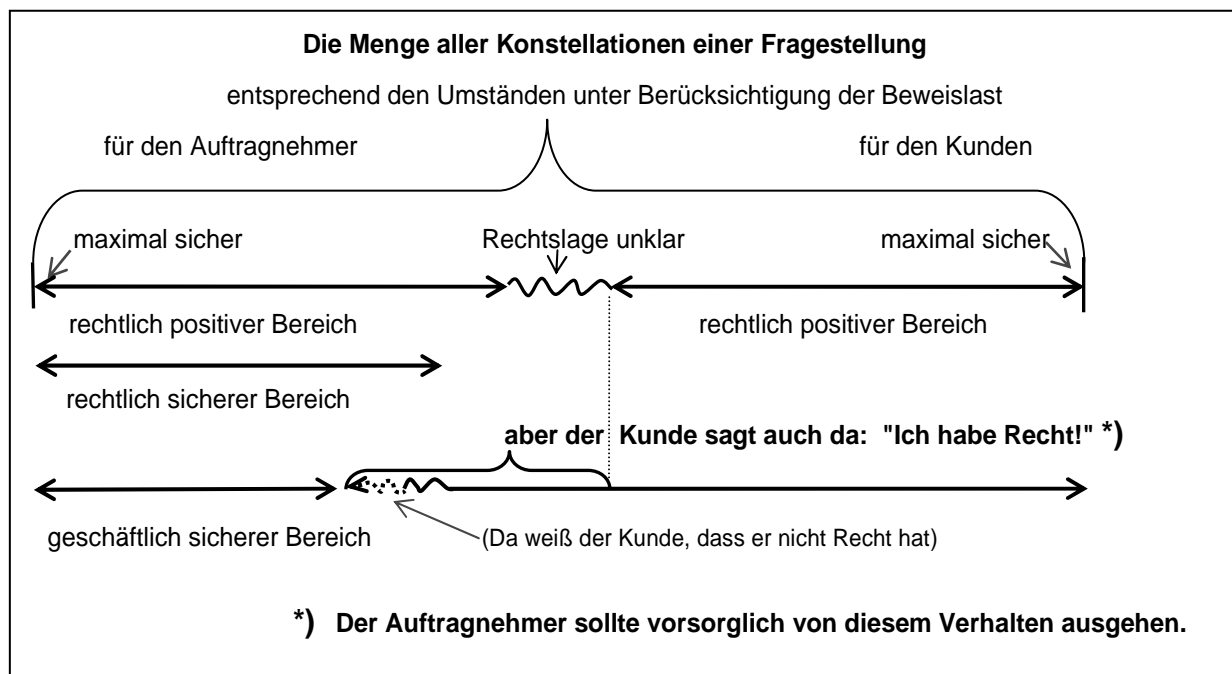 Die Menge aller Konstellationen einer Fragestellung
entsprechend den Umständen unter Berücksichtigung der Beweislast
für den Auftragnehmer für den Kunden
maximal sicher Rechtslage unklar maximal sicher
rechtlich positiver Bereich rechtlich positiver Bereich
rechtlich sicherer Bereich
aber der Kunde sagt auch da: "Ich habe Recht!" *)
geschäftlich sicherer Bereich (Da weiß der Kunde, dass er nicht Recht hat)
*) Der Auftragnehmer sollte vorsorglich von diesem Verhalten ausgehen.